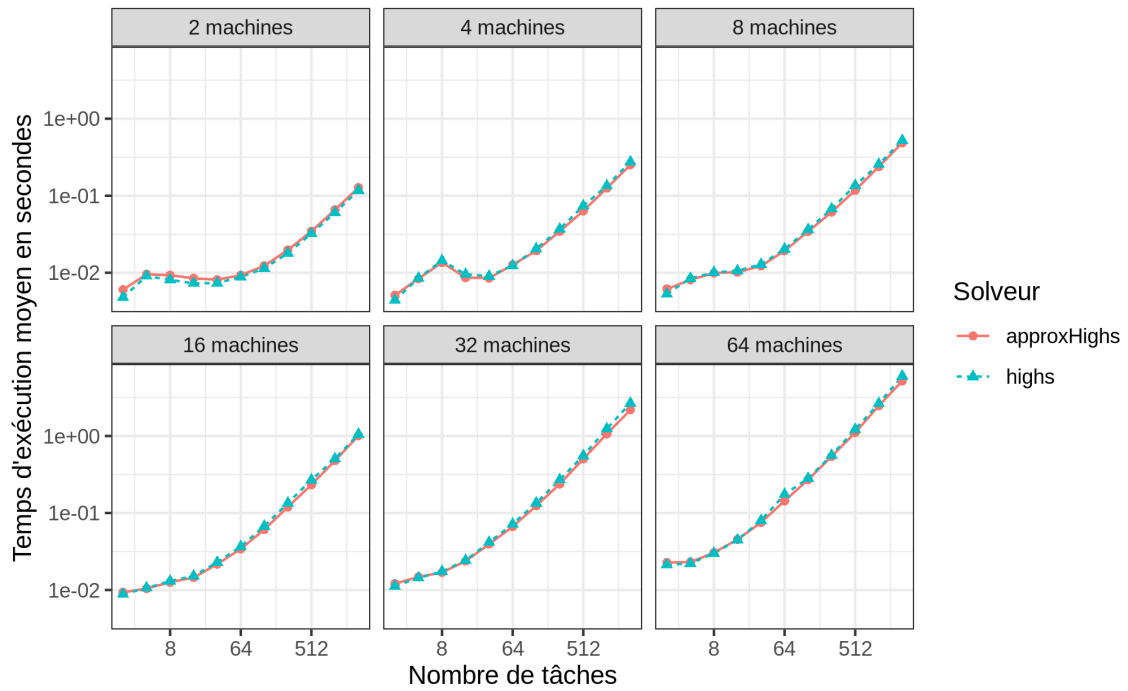 2 machines
4 machines
8 machines
1e+00
1e-01
1e-02
16 machines
32 machines
64 machines
1e+00
1e-01
1e-02
8
64
512
8
64
512
8
64
512
Nombre de tâches
Temps d'exécution moyen en secondes
Solveur
approxHighs
highs